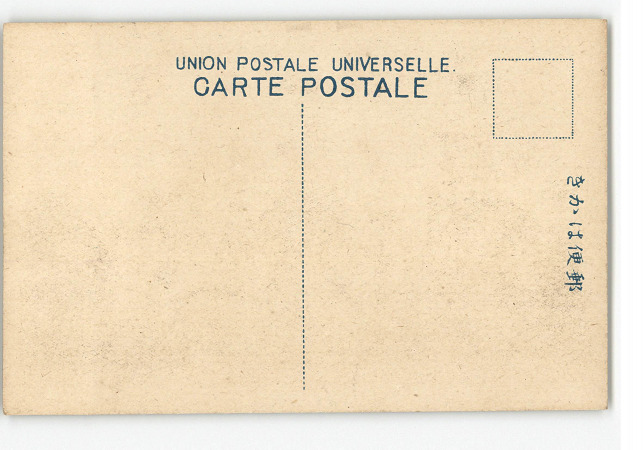 UNION POSTALE UNIVERSELLE.
CARTE POSTALE
きかは便郵